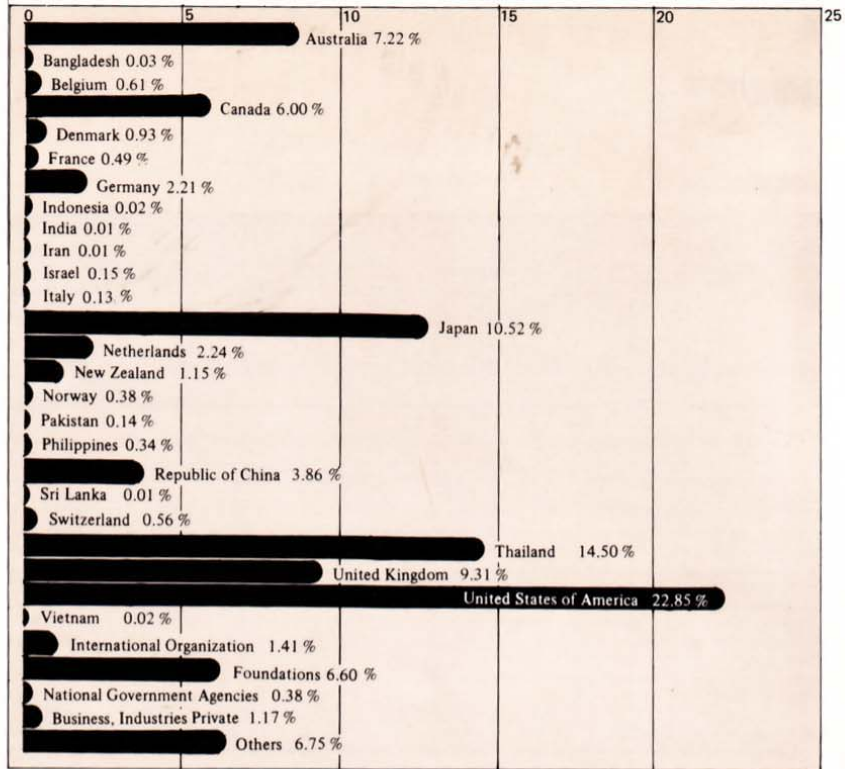 0 5 10 15 20 25
Australia 7.22 %
Bangladesh 0.03 %
Belgium 0.61 %
Canada 6.00 %
Denmark 0.93 %
France 0.49 %
Germany 2.21 %
Indonesia 0.02 %
India 0.01 %
Iran 0.01 %
Israel 0.15 %
Italy 0.13 %
Japan 10.52 %
Netherlands 2.24 %
New Zealand 1.15 %
Norway 0.38 %
Pakistan 0.14 %
Philippines 0.34 %
Republic of China 3.86 %
Sri Lanka 0.01 %
Switzerland 0.56 %
Thailand 14.50 %
United Kingdom 9.31 %
United States of America 22.85 %
Vietnam 0.02 %
International Organization 1.41 %
Foundations 6.60 %
National Government Agencies 0.38 %
Business, Industries Private 1.17 %
Others 6.75 %